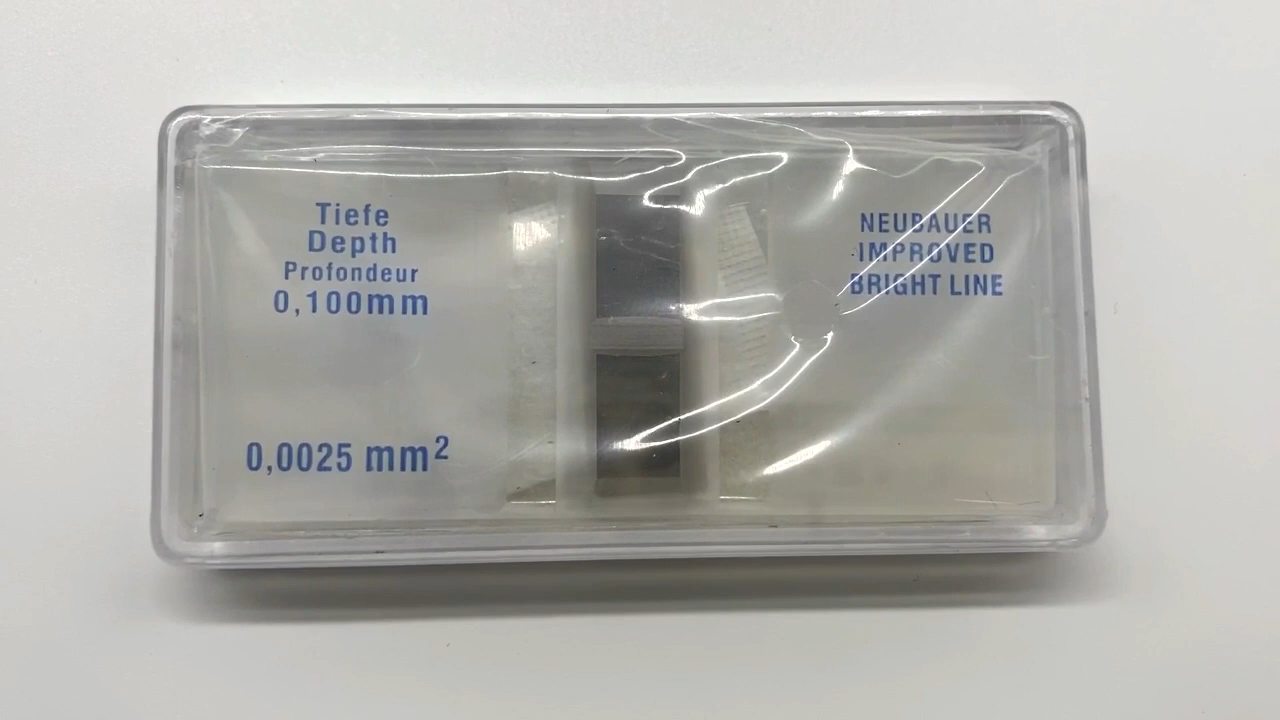 Tiefe
Depth
Profondeur
0,100mm
0,0025 mm²
NEUBAUER
IMPROVED
BRIGHT LINE